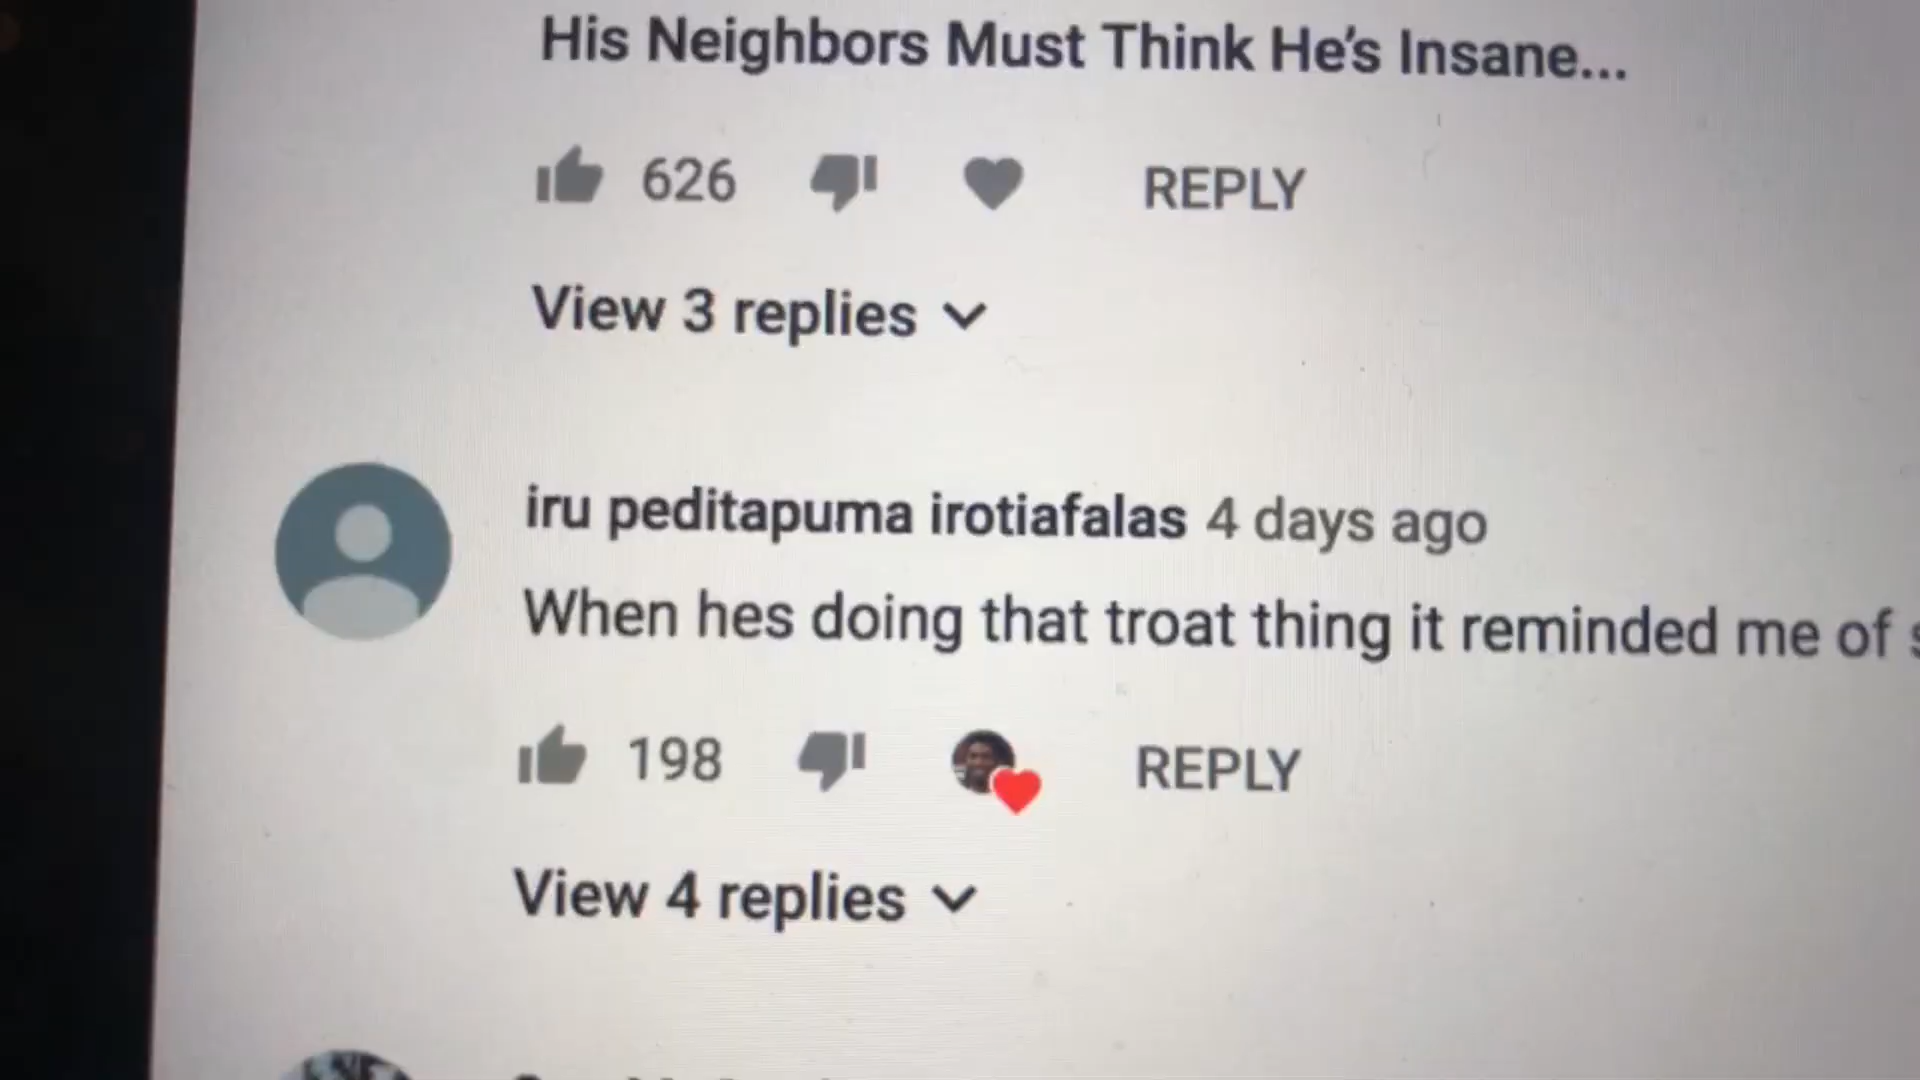 His Neighbors Must Think He's Insane...
626 REPLY
View 3 replies
iru peditapuma irotiafalas 4 days ago
When hes doing that troat thing it reminded me of
198 REPLY
View 4 replies